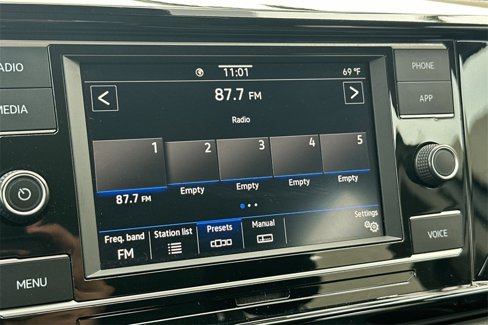 RADIO
MEDIA
MENU
11:01
69 °F
87.7 FM
Radio
1
2
3
4
5
87.7 FM
Empty
Empty
Empty
Empty
Freq. band
FM
Station list
Presets
Manual
Settings
PHONE
APP
VOICE